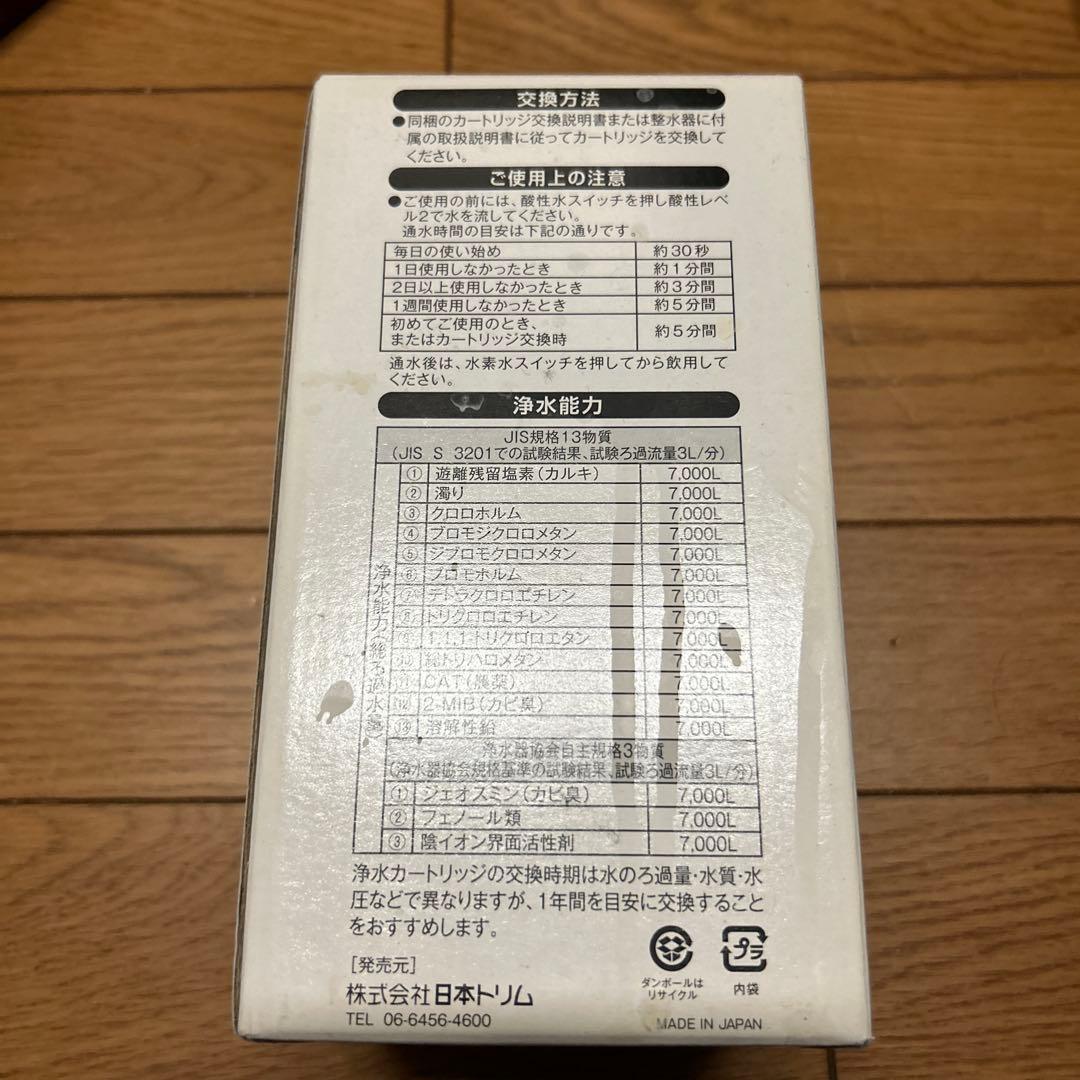 交換方法
●同梱のカートリッジ交換説明書または整水器に付
属の取扱説明書に従ってカートリッジを交換して
ください。
ご使用上の注意
●ご使用の前には、酸性水スイッチを押し酸性レベ
ル2で水を流してください。
通水時間の目安は下記の通りです。
毎日の使い始め 約30秒
1日使用しなかったとき 約1分間
2日以上使用しなかったとき 約3分間
1週間使用しなかったとき 約5分間
初めてご使用のとき、
またはカートリッジ交換時 約5分間
通水後は、水素水スイッチを押してから飲用して
ください。
浄水能力
JIS規格13物質
(JIS S 3201での試験結果、試験ろ過流量3L/分)
浄水能力(総ろ過水量)
① 遊離残留塩素(カルキ) 7,000L
② 濁り 7,000L
③ クロロホルム 7,000L
④ ブロモジクロロメタン 7,000L
⑤ ジブロモクロロメタン 7,000L
⑥ ブロモホルム 7,000L
⑦ テトラクロロエチレン 7,000L
⑧ トリクロロエチレン 7,000L
⑨ 1,1,1-トリクロロエタン 7,000L
⑩ 総トリハロメタン 7,000L
⑪ CAT(農薬) 7,000L
⑫ 2-MIB(カビ臭) 7,000L
⑬ 溶解性鉛 7,000L
浄水器協会自主規格3物質
(浄水器協会規格基準の試験結果、試験ろ過流量3L/分)
① ジェオスミン(カビ臭) 7,000L
② フェノール類 7,000L
③ 陰イオン界面活性剤 7,000L
浄水カートリッジの交換時期は水のろ過量・水質・水
圧などで異なりますが、1年間を目安に交換すること
をおすすめします。
[発売元]
株式会社日本トリム
TEL 06-6456-4600
ダンボールは
リサイクル
プラ
内袋
MADE IN JAPAN